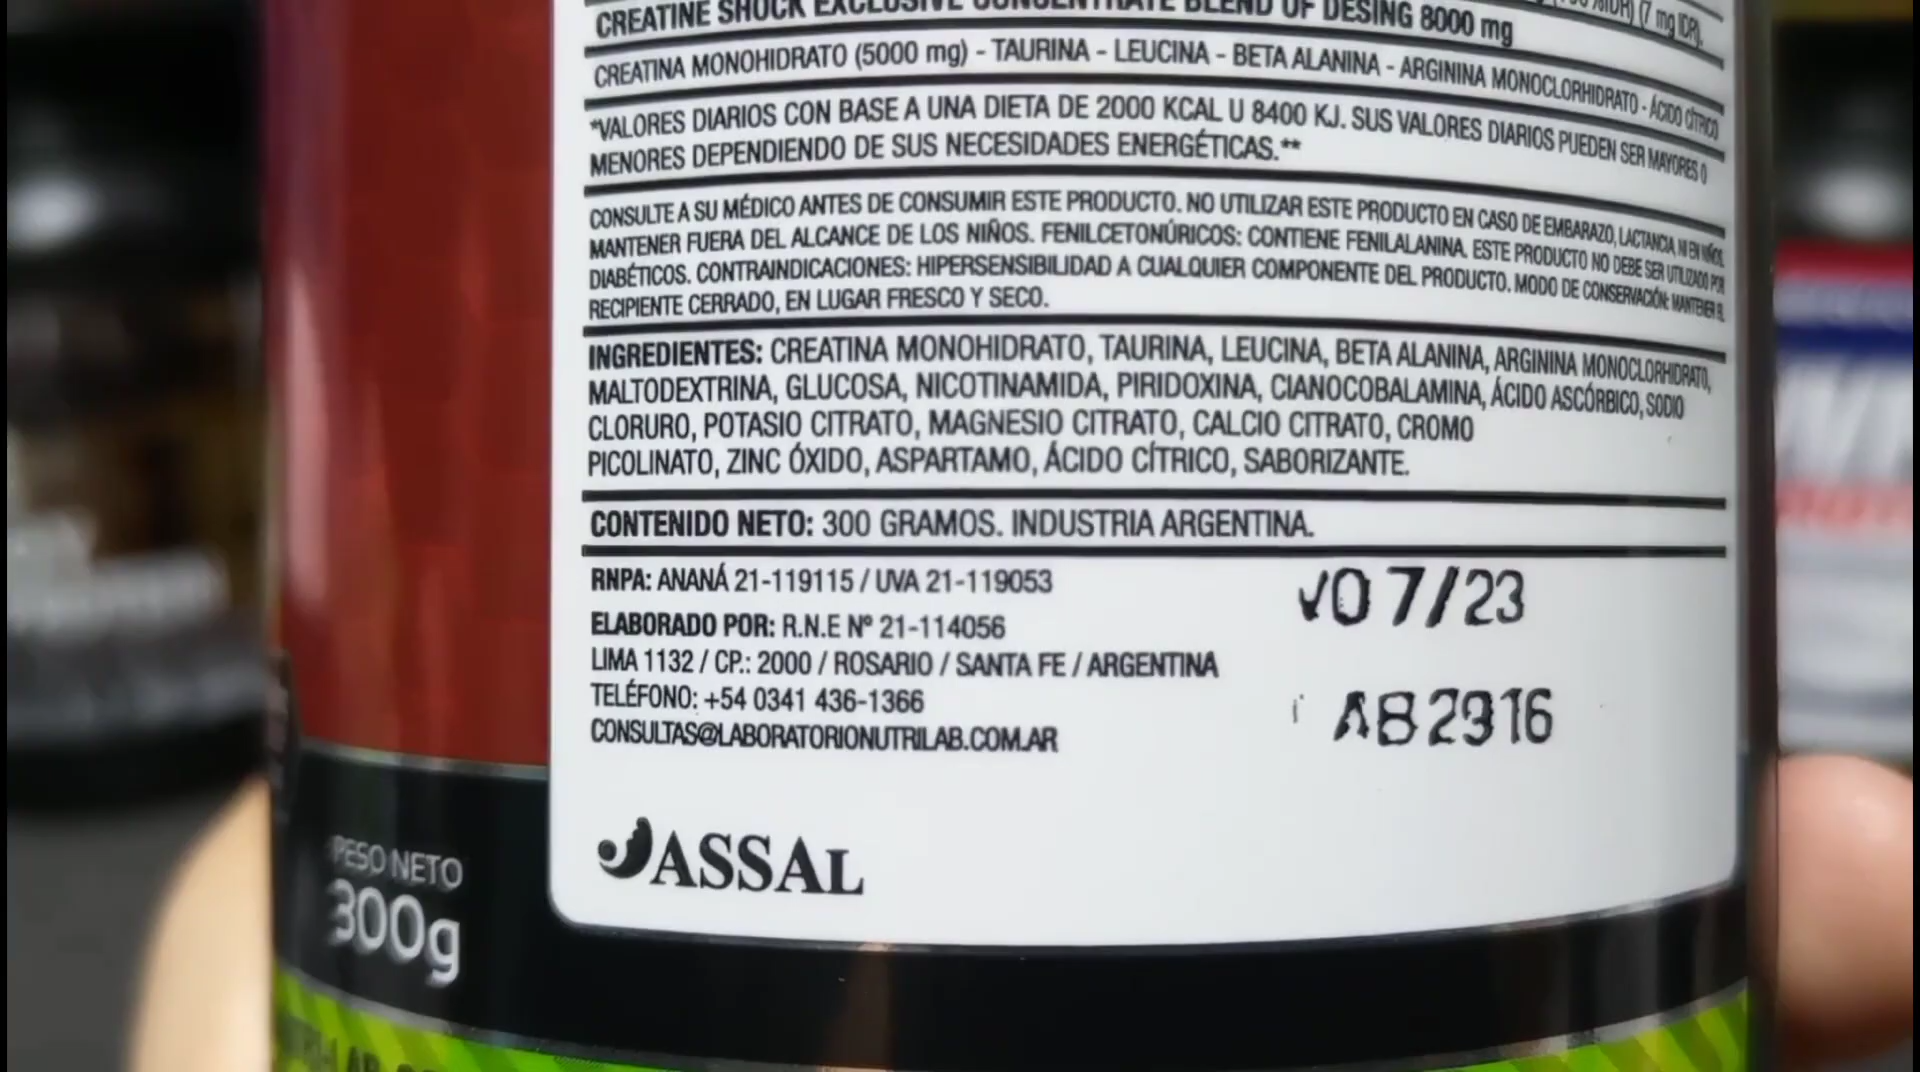 (7 mg IDR).
CREATINE SHOCK EXCLUSIVE CONCENTRATE BLEND OF DESING 8000 mg
CREATINA MONOHIDRATO (5000 mg) - TAURINA - LEUCINA - BETA ALANINA - ARGININA MONOCLORHIDRATO - ÁCIDO CÍTRICO
*VALORES DIARIOS CON BASE A UNA DIETA DE 2000 KCAL U 8400 KJ. SUS VALORES DIARIOS PUEDEN SER MAYORES O
MENORES DEPENDIENDO DE SUS NECESIDADES ENERGÉTICAS.**
CONSULTE A SU MÉDICO ANTES DE CONSUMIR ESTE PRODUCTO. NO UTILIZAR ESTE PRODUCTO EN CASO DE EMBARAZO, LACTANCIA, NI EN NIÑOS.
MANTENER FUERA DEL ALCANCE DE LOS NIÑOS. FENILCETONÚRICOS: CONTIENE FENILALANINA. ESTE PRODUCTO NO DEBE SER UTILIZADO POR
DIABÉTICOS. CONTRAINDICACIONES: HIPERSENSIBILIDAD A CUALQUIER COMPONENTE DEL PRODUCTO. MODO DE CONSERVACIÓN: MANTENER EL
RECIPIENTE CERRADO, EN LUGAR FRESCO Y SECO.
INGREDIENTES: CREATINA MONOHIDRATO, TAURINA, LEUCINA, BETA ALANINA, ARGININA MONOCLORHIDRATO,
MALTODEXTRINA, GLUCOSA, NICOTINAMIDA, PIRIDOXINA, CIANOCOBALAMINA, ÁCIDO ASCÓRBICO, SODIO
CLORURO, POTASIO CITRATO, MAGNESIO CITRATO, CALCIO CITRATO, CROMO
PICOLINATO, ZINC ÓXIDO, ASPARTAMO, ÁCIDO CÍTRICO, SABORIZANTE.
CONTENIDO NETO: 300 GRAMOS. INDUSTRIA ARGENTINA.
RNPA: ANANÁ 21-119115 / UVA 21-119053
ELABORADO POR: R.N.E Nº 21-114056
LIMA 1132 / CP.: 2000 / ROSARIO / SANTA FE / ARGENTINA
TELÉFONO: +54 0341 436-1366
CONSULTAS@LABORATORIONUTRILAB.COM.AR
V07/23
AB2916
ASSAL
PESO NETO
300g